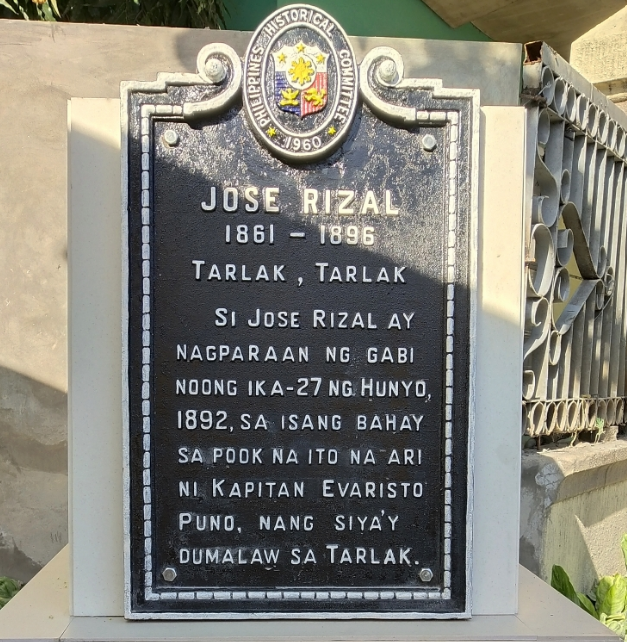 PHILIPPINES HISTORICAL COMMITTEE
1960
JOSE RIZAL
1861 – 1896
TARLAK, TARLAK
SI JOSE RIZAL AY
NAGPARAAN NG GABI
NOONG IKA-27 NG HUNYO,
1892, SA ISANG BAHAY
SA POOK NA ITO NA ARI
NI KAPITAN EVARISTO
PUNO, NANG SIYA'Y
DUMALAW SA TARLAK.